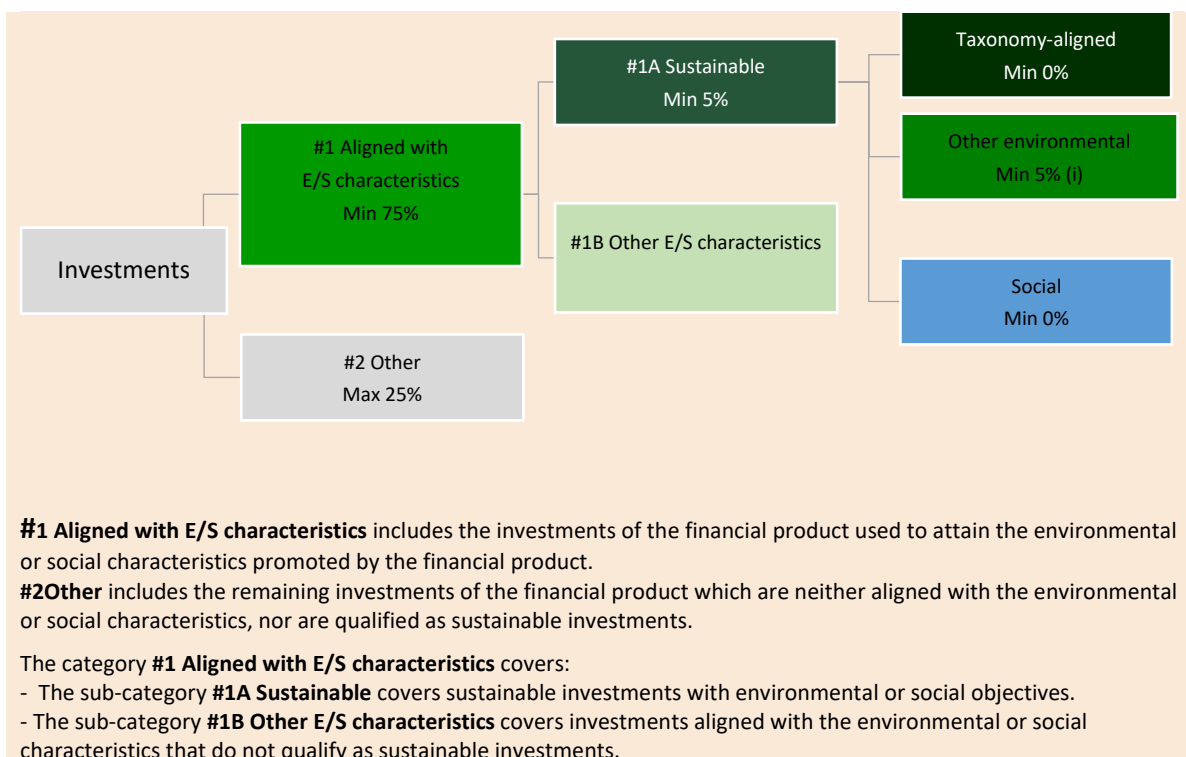 Taxonomy-aligned
Min 0%
#1A Sustainable
Min 5%
Other environmental
Min 5% (i)
#1 Aligned with
E/S characteristics
Min 75%
#1B Other E/S characteristics
Investments
Social
Min 0%
#2 Other
Max 25%
#1 Aligned with E/S characteristics includes the investments of the financial product used to attain the environmental
or social characteristics promoted by the financial product.
#2Other includes the remaining investments of the financial product which are neither aligned with the environmental
or social characteristics, nor are qualified as sustainable investments.
The category #1 Aligned with E/S characteristics covers:
- The sub-category #1A Sustainable covers sustainable investments with environmental or social objectives.
- The sub-category #1B Other E/S characteristics covers investments aligned with the environmental or social
characteristics that do not qualify as sustainable investments.